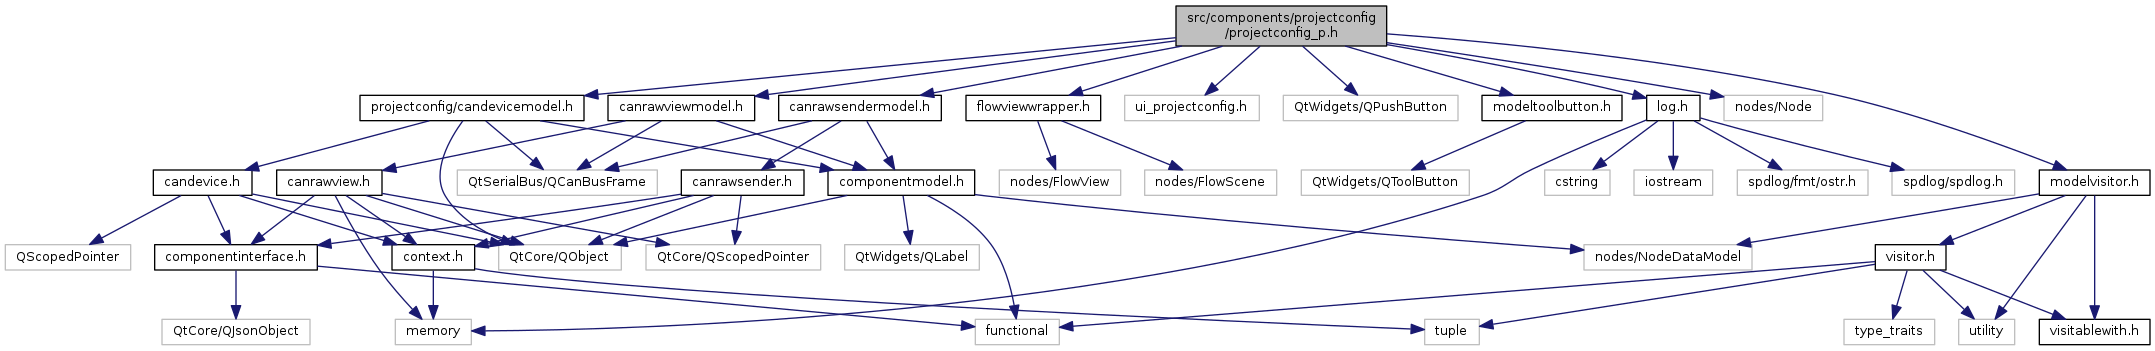 src/components/projectconfig
/projectconfig_p.h
projectconfig/candevicemodel.h
canrawviewmodel.h
canrawsendermodel.h
flowviewwrapper.h
ui_projectconfig.h
QtWidgets/QPushButton
modeltoolbutton.h
log.h
nodes/Node
candevice.h
canrawview.h
QtSerialBus/QCanBusFrame
canrawsender.h
componentmodel.h
nodes/FlowView
nodes/FlowScene
QtWidgets/QToolButton
cstring
iostream
spdlog/fmt/ostr.h
spdlog/spdlog.h
modelvisitor.h
QScopedPointer
componentinterface.h
context.h
QtCore/QObject
QtCore/QScopedPointer
QtWidgets/QLabel
nodes/NodeDataModel
visitor.h
QtCore/QJsonObject
memory
functional
tuple
type_traits
utility
visitablewith.h